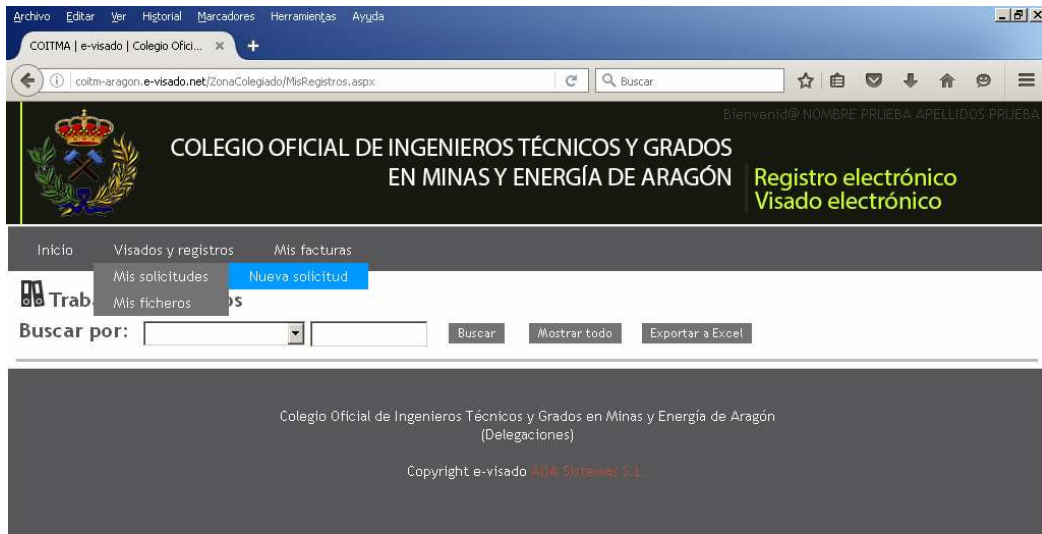 Archivo Editar Ver Historial Marcadores Herramientas Ayuda
COITMA | e-visado | Colegio Ofici...
coitm-aragon.e-visado.net/ZonaColegiado/MisRegistros.aspx
Buscar
Bienvenid@ NOMBRE PRUEBA APELLIDOS PRUEBA
COLEGIO OFICIAL DE INGENIEROS TÉCNICOS Y GRADOS
EN MINAS Y ENERGÍA DE ARAGÓN
Registro electrónico
Visado electrónico
Inicio Visados y registros Mis facturas
Mis solicitudes Nueva solicitud
Mis ficheros
Buscar por: Buscar Mostrar todo Exportar a Excel
Colegio Oficial de Ingenieros Técnicos y Grados en Minas y Energía de Aragón
(Delegaciones)
Copyright e-visado ADA Sistemas S.L.